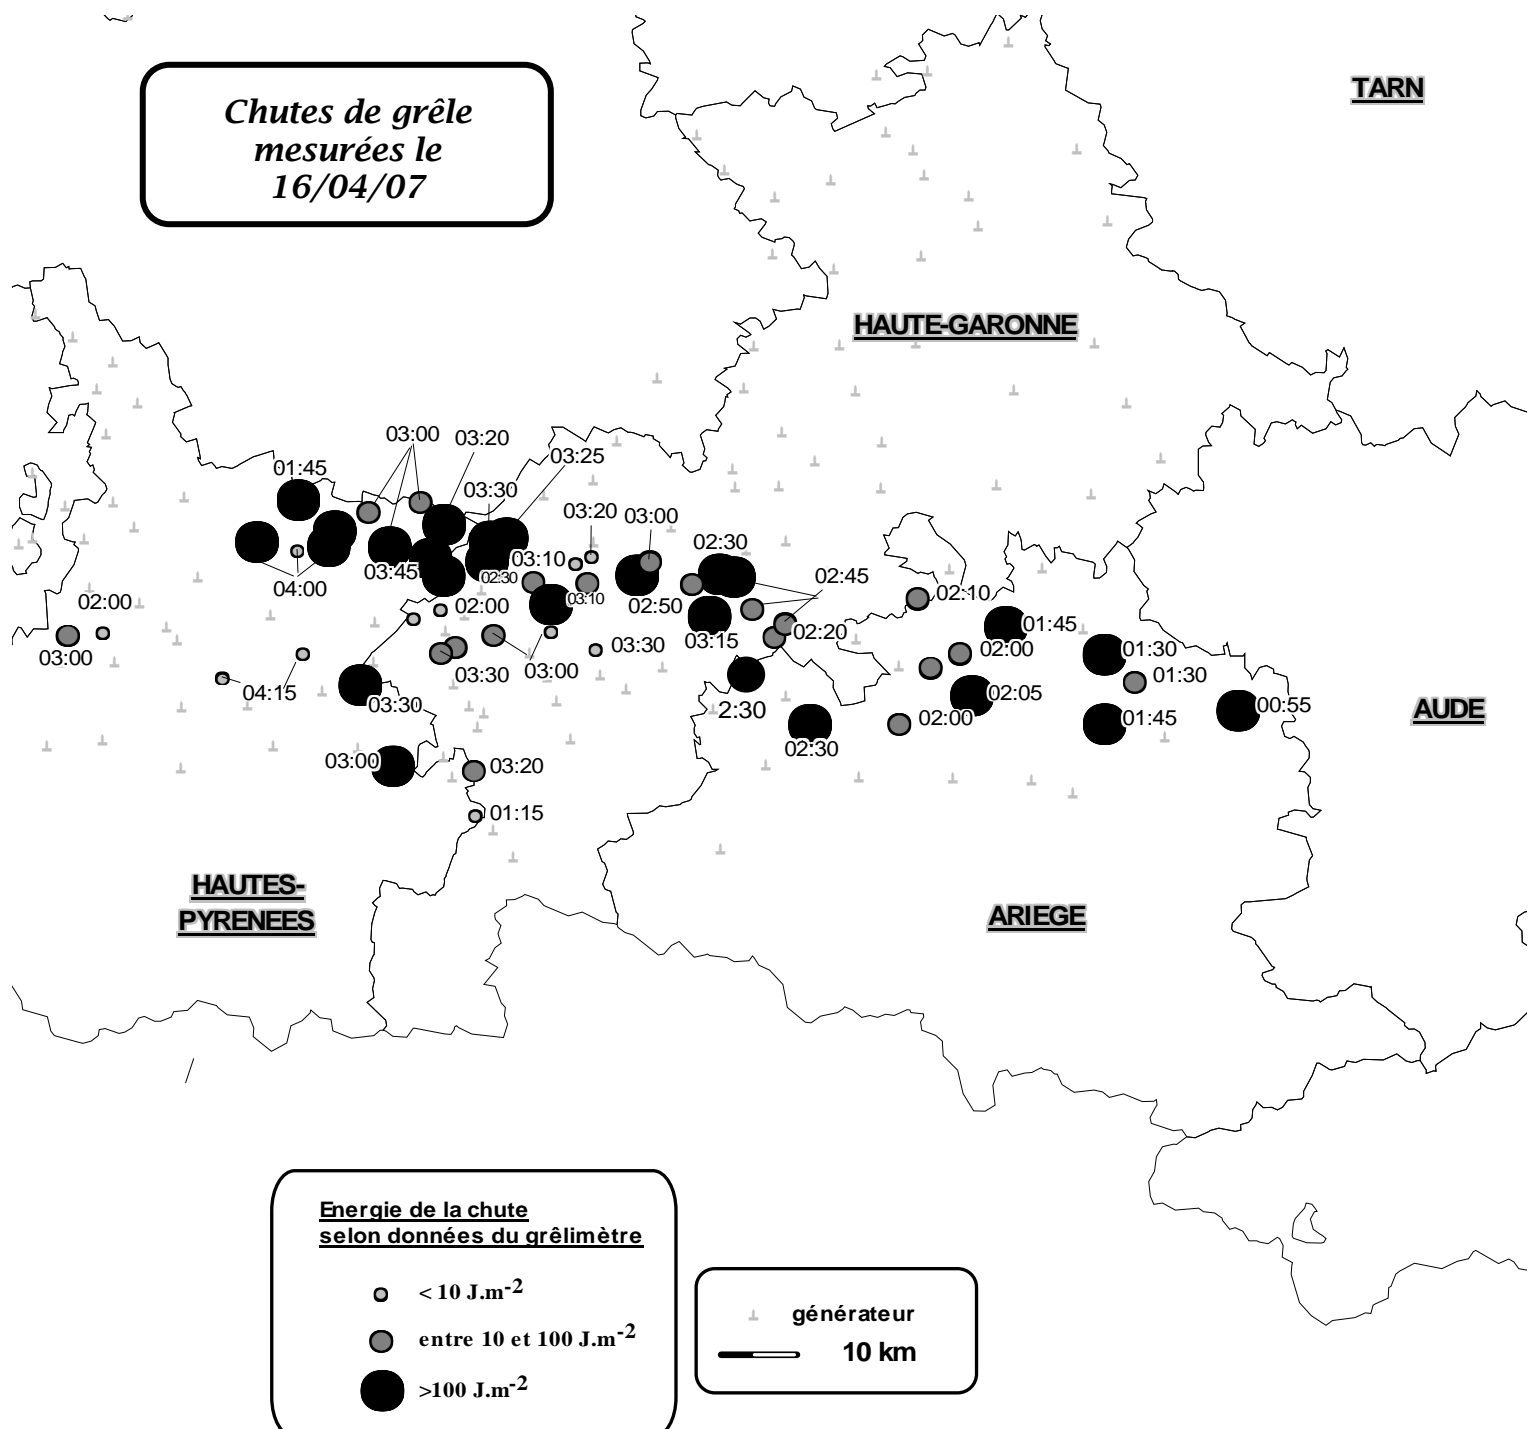 Chutes de grêle
mesurées le
16/04/07
TARN
HAUTE-GARONNE
03:00
03:20
03:25
01:45
03:30
03:20
03:00
02:30
03:10
02:30
03:45
04:00
03:10
02:50
02:45
02:10
02:00
02:00
03:15
02:20
01:45
03:00
03:30
03:30
03:00
02:00
01:30
01:30
04:15
03:30
2:30
02:05
02:00
01:45
00:55
AUDE
02:30
03:00
03:20
01:15
HAUTES-
PYRENEES
ARIEGE
Energie de la chute
selon données du grêlimètre
< 10 J.m-2
entre 10 et 100 J.m-2
>100 J.m-2
générateur
10 km